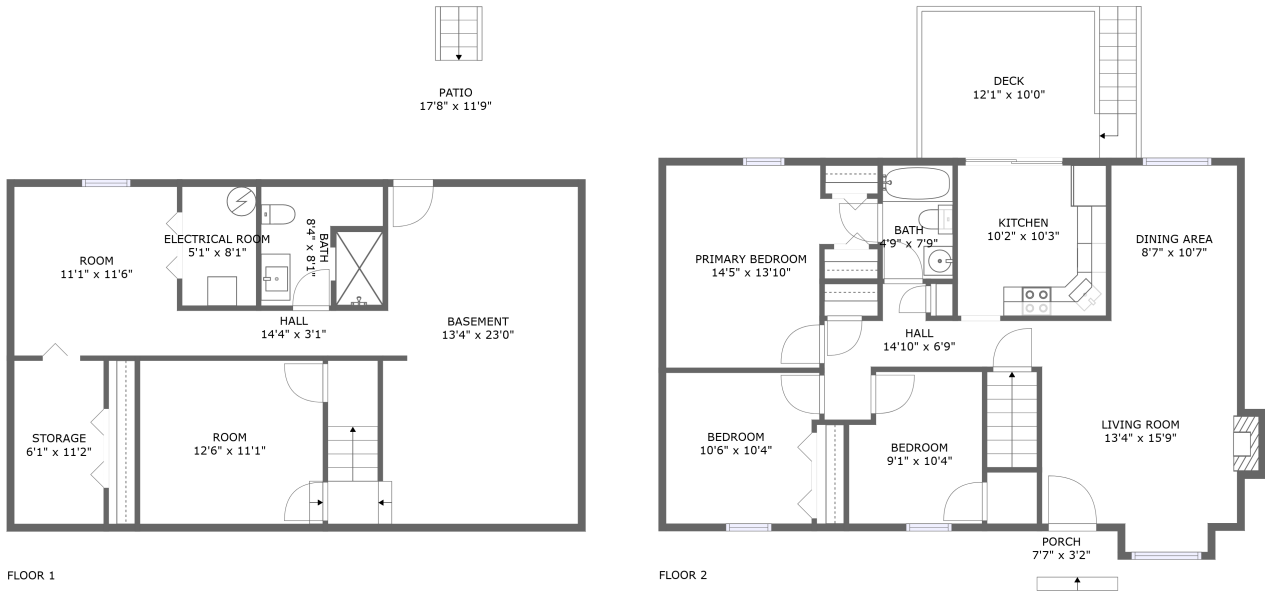 PATIO
17'8" x 11'9"
ELECTRICAL ROOM
5'1" x 8'1"
BATH
8'4" x 8'1"
ROOM
11'1" x 11'6"
HALL
14'4" x 3'1"
BASEMENT
13'4" x 23'0"
STORAGE
6'1" x 11'2"
ROOM
12'6" x 11'1"
FLOOR 1
DECK
12'1" x 10'0"
KITCHEN
10'2" x 10'3"
BATH
4'9" x 7'9"
DINING AREA
8'7" x 10'7"
PRIMARY BEDROOM
14'5" x 13'10"
HALL
14'10" x 6'9"
LIVING ROOM
13'4" x 15'9"
BEDROOM
10'6" x 10'4"
BEDROOM
9'1" x 10'4"
PORCH
7'7" x 3'2"
FLOOR 2